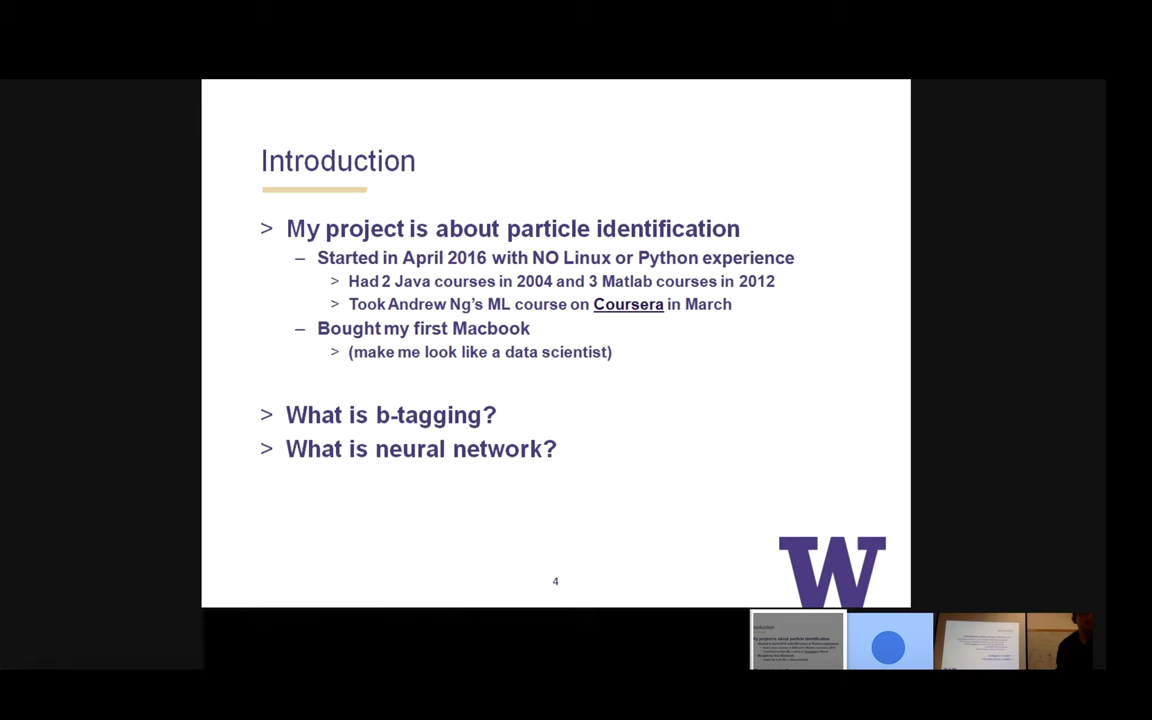 Introduction
> My project is about particle identification
– Started in April 2016 with NO Linux or Python experience
> Had 2 Java courses in 2004 and 3 Matlab courses in 2012
> Took Andrew Ng's ML course on Coursera in March
– Bought my first Macbook
> (make me look like a data scientist)
> What is b-tagging?
> What is neural network?
4
W